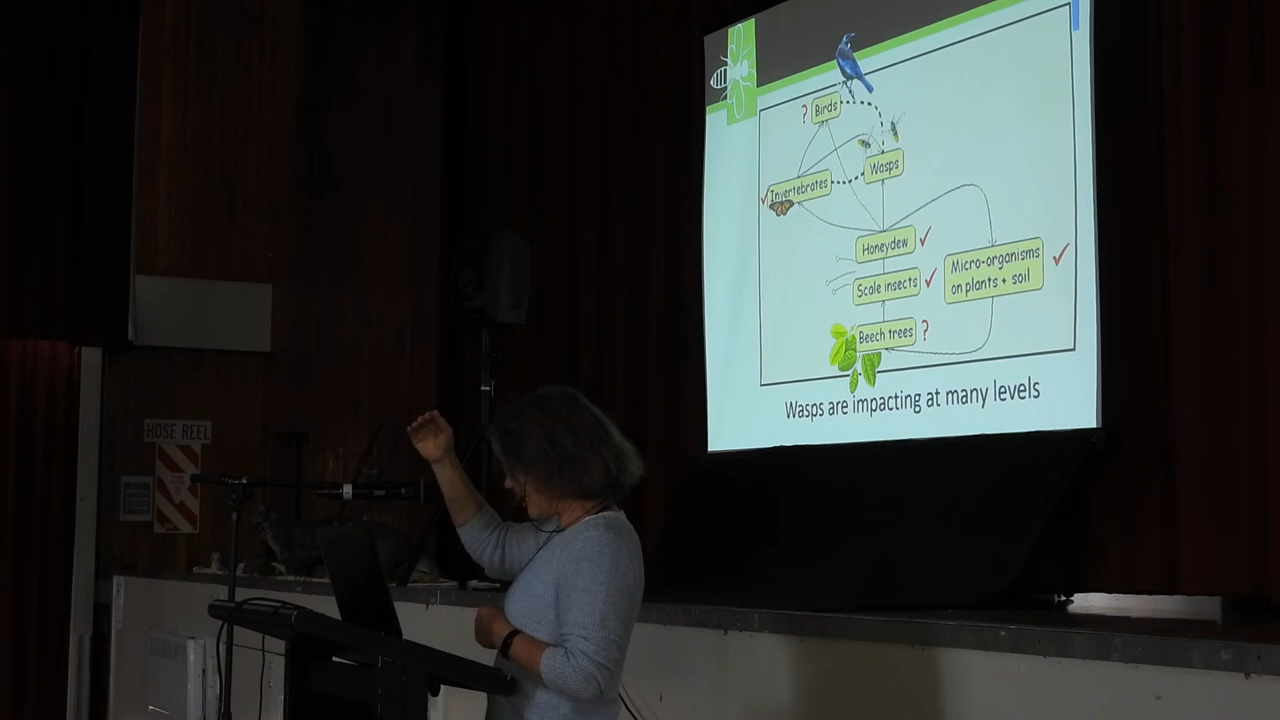 ? Birds
Wasps
Invertebrates
Honeydew
Micro-organisms
on plants + soil
Scale insects
Beech trees ?
Wasps are impacting at many levels
HOSE REEL